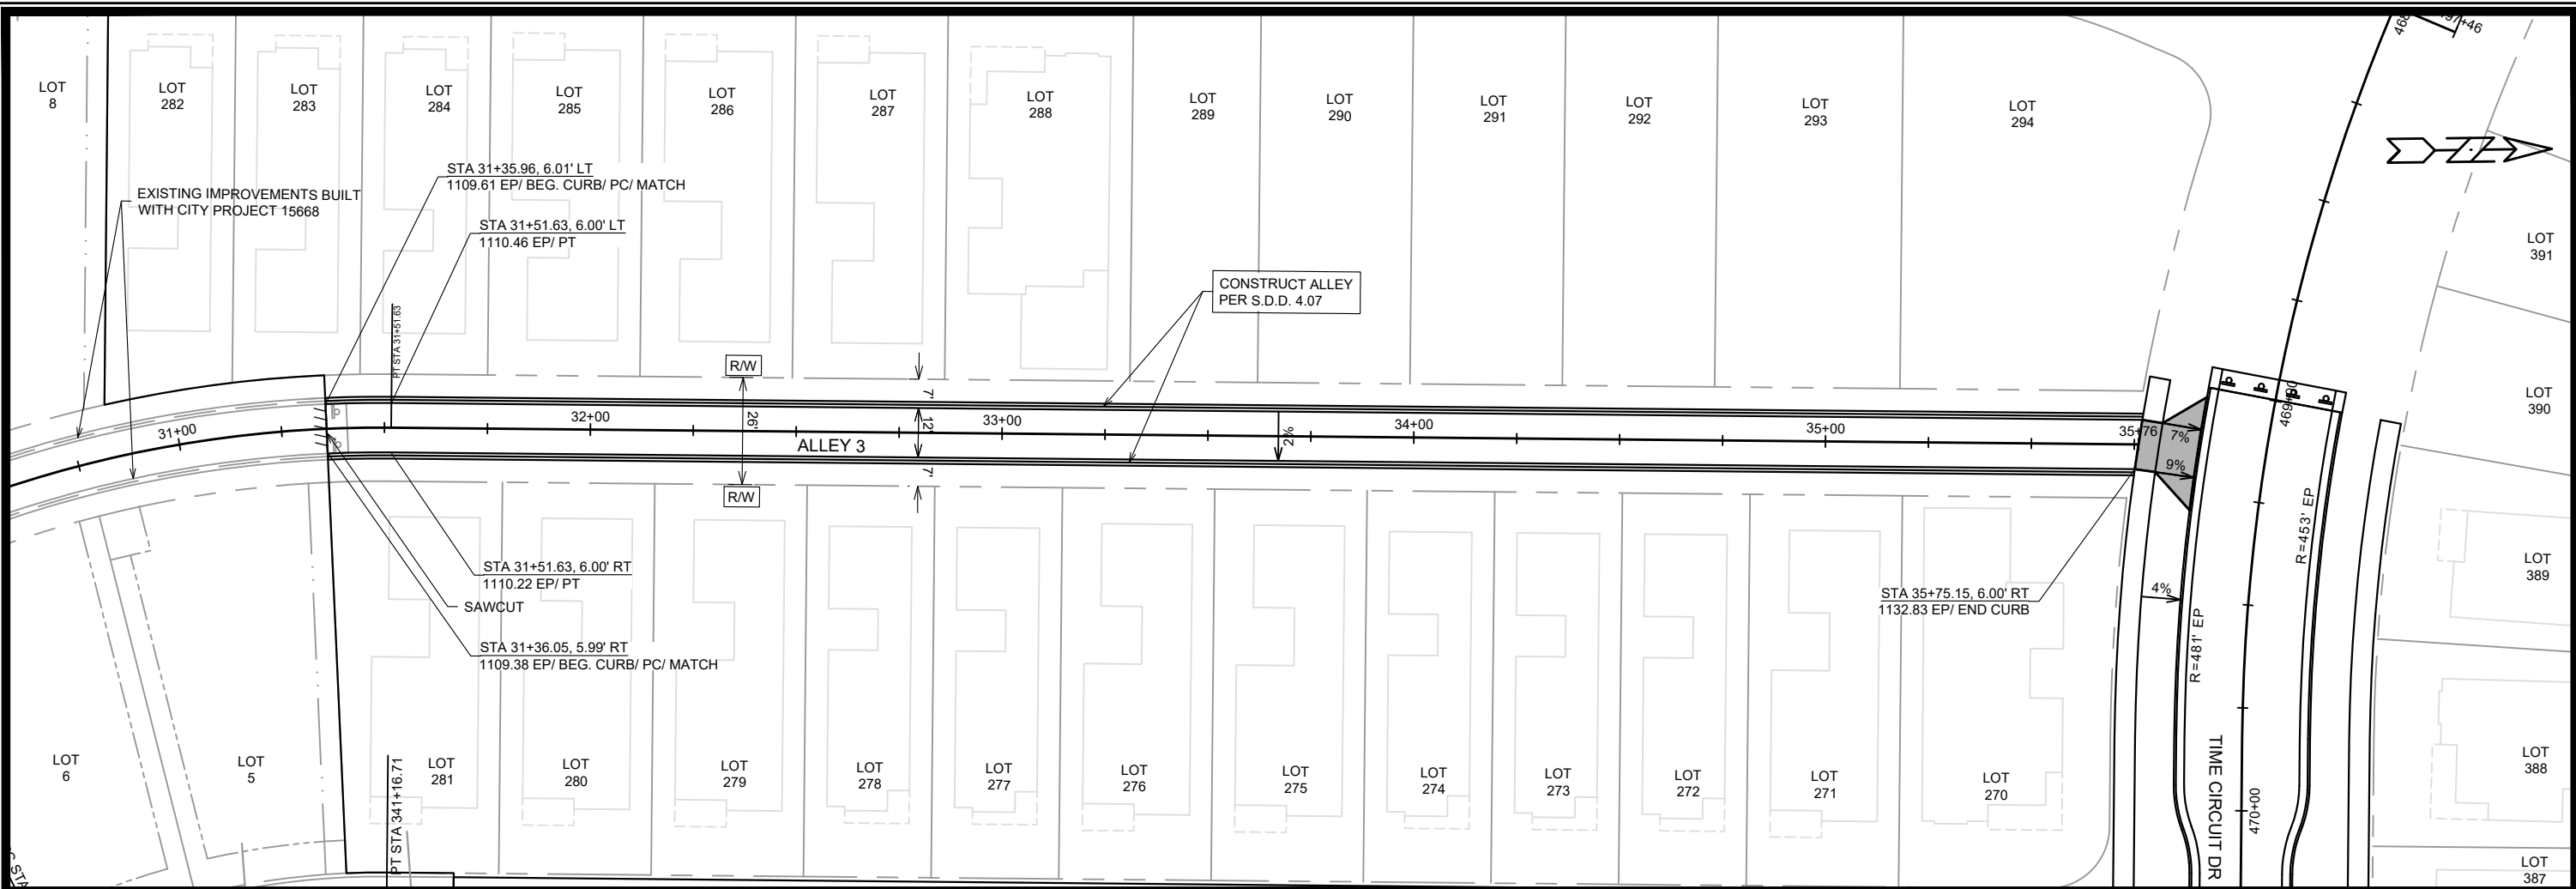 LOT
8
LOT
282
LOT
283
LOT
284
LOT
285
LOT
286
LOT
287
LOT
288
LOT
289
LOT
290
LOT
291
LOT
292
LOT
293
LOT
294
97+46
LOT
391
LOT
390
LOT
389
LOT
388
LOT
387
EXISTING IMPROVEMENTS BUILT
WITH CITY PROJECT 15668
STA 31+35.96, 6.01' LT
1109.61 EP/ BEG. CURB/ PC/ MATCH
STA 31+51.63, 6.00' LT
1110.46 EP/ PT
PT STA 31+51.63
CONSTRUCT ALLEY
PER S.D.D. 4.07
R/W
26'
R/W
7'
12'
7'
2%
31+00
32+00
33+00
34+00
35+00
35+76
ALLEY 3
7%
9%
4%
469+00
R=453' EP
R=481' EP
TIME CIRCUIT DR
470+00
STA 31+51.63, 6.00' RT
1110.22 EP/ PT
SAWCUT
STA 31+36.05, 5.99' RT
1109.38 EP/ BEG. CURB/ PC/ MATCH
STA 35+75.15, 6.00' RT
1132.83 EP/ END CURB
LOT
6
LOT
5
PT STA 341+16.71
LOT
281
LOT
280
LOT
279
LOT
278
LOT
277
LOT
276
LOT
275
LOT
274
LOT
273
LOT
272
LOT
271
LOT
270